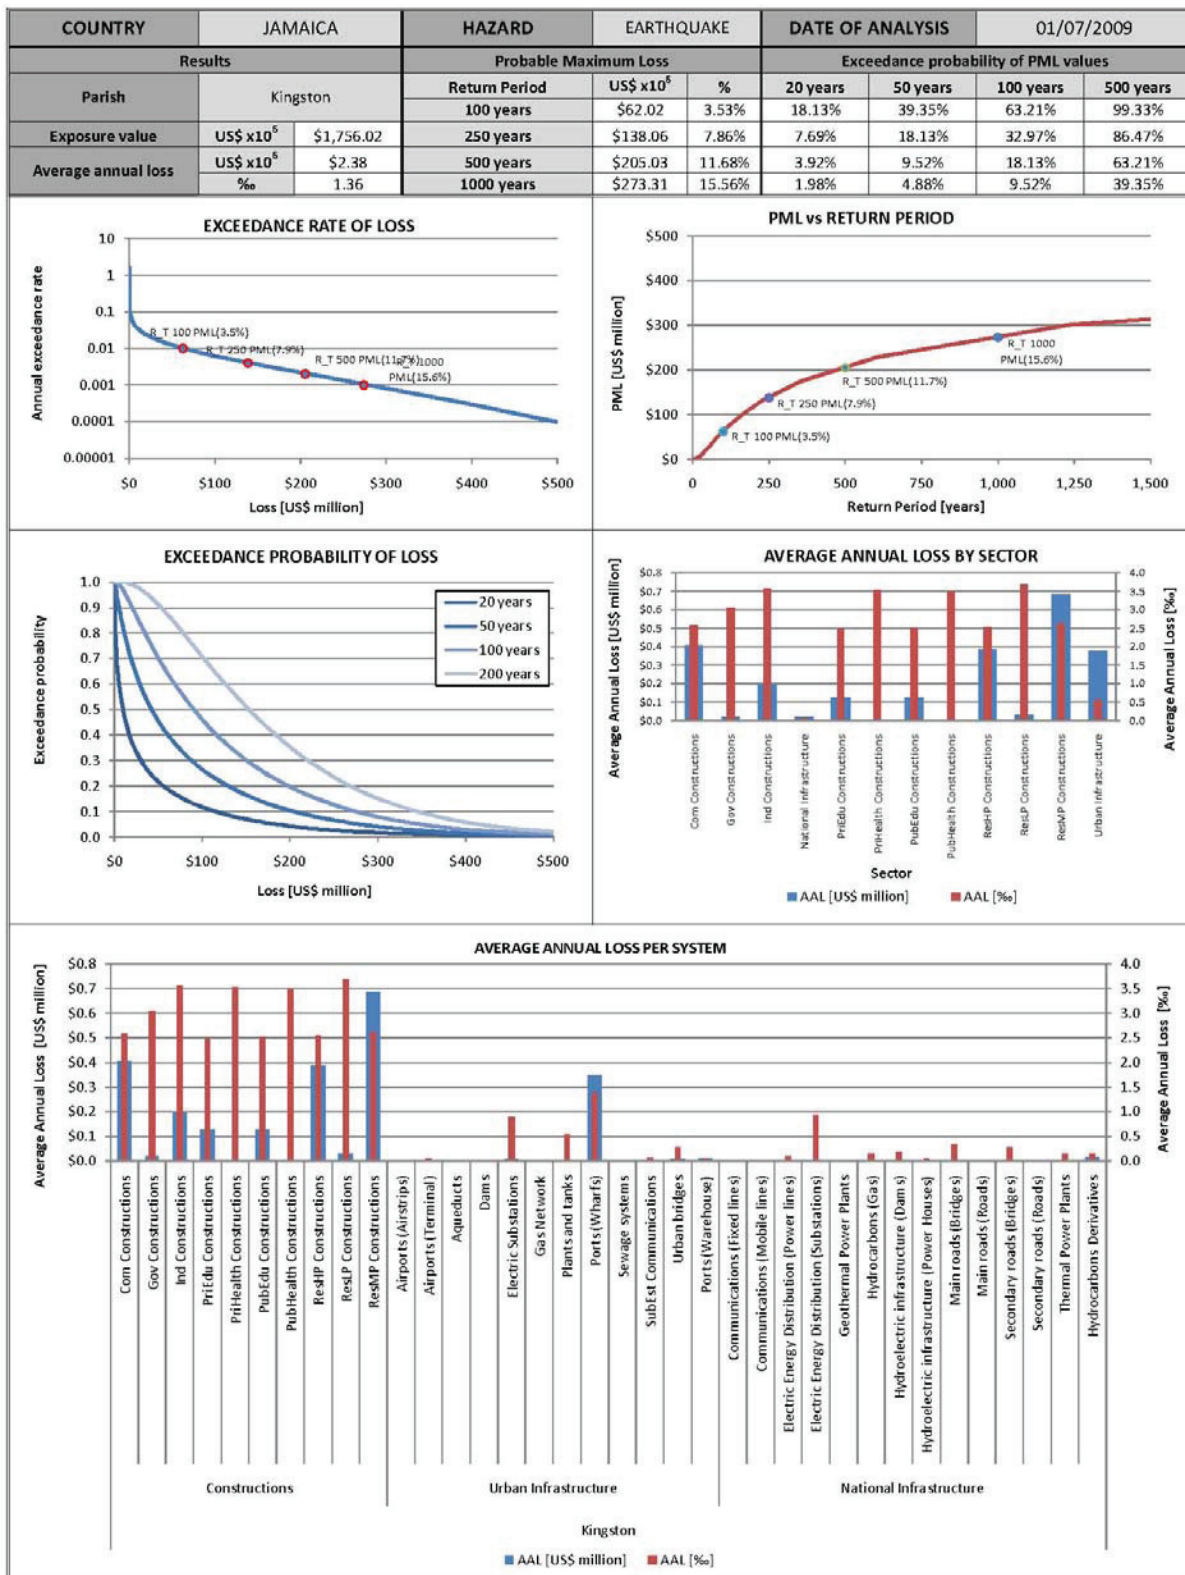 COUNTRY JAMAICA HAZARD EARTHQUAKE DATE OF ANALYSIS 01/07/2009
Results Probable Maximum Loss Exceedance probability of PML values
Parish Kingston Return Period US$ x10⁶ % 20 years 50 years 100 years 500 years
100 years $62.02 3.53% 18.13% 39.35% 63.21% 99.33%
Exposure value US$ x10⁶ $1,756.02 250 years $138.06 7.86% 7.69% 18.13% 32.97% 86.47%
Average annual loss US$ x10⁶ $2.38 500 years $205.03 11.68% 3.92% 9.52% 18.13% 63.21%
‰ 1.36 1000 years $273.31 15.56% 1.98% 4.88% 9.52% 39.35%
EXCEEDANCE RATE OF LOSS
Annual exceedance rate
10
1
0.1
0.01
0.001
0.0001
0.00001
R_T 100 PML(3.5%)
R_T 250 PML(7.9%)
R_T 500 PML(11.7%)
R_T 1000
PML(15.6%)
$0 $100 $200 $300 $400 $500
Loss [US$ million]
PML vs RETURN PERIOD
PML [US$ million]
$500
$400
$300
$200
$100
$0
R_T 1000
PML(15.6%)
R_T 500 PML(11.7%)
R_T 250 PML(7.9%)
R_T 100 PML(3.5%)
0 250 500 750 1,000 1,250 1,500
Return Period [years]
EXCEEDANCE PROBABILITY OF LOSS
Exceedance probability
1.0
0.9
0.8
0.7
0.6
0.5
0.4
0.3
0.2
0.1
0.0
20 years
50 years
100 years
200 years
$0 $100 $200 $300 $400 $500
Loss [US$ million]
AVERAGE ANNUAL LOSS BY SECTOR
Average Annual Loss [US$ million]
$0.8
$0.7
$0.6
$0.5
$0.4
$0.3
$0.2
$0.1
$0.0
4.0
3.5
3.0
2.5
2.0
1.5
1.0
0.5
0.0
Average Annual Loss [‰]
Com Constructions
Gov Constructions
Ind Constructions
National Infrastructure
PriEdu Constructions
PriHealth Constructions
PubEdu Constructions
PubHealth Constructions
ResHP Constructions
ResLP Constructions
ResMP Constructions
Urban Infrastructure
Sector
AAL [US$ million] AAL [‰]
AVERAGE ANNUAL LOSS PER SYSTEM
Average Annual Loss [US$ million]
$0.8
$0.7
$0.6
$0.5
$0.4
$0.3
$0.2
$0.1
$0.0
4.0
3.5
3.0
2.5
2.0
1.5
1.0
0.5
0.0
Average Annual Loss [‰]
Com Constructions
Gov Constructions
Ind Constructions
PriEdu Constructions
PriHealth Constructions
PubEdu Constructions
PubHealth Constructions
ResHP Constructions
ResLP Constructions
ResMP Constructions
Airports (Airstrips)
Airports (Terminal)
Aqueducts
Dams
Electric Substations
Gas Network
Plants and tanks
Ports (Wharfs)
Sewage systems
SubEst Communications
Urban bridges
Ports (Warehouse)
Communications (Fixed lines)
Communications (Mobile lines)
Electric Energy Distribution (Power lines)
Electric Energy Distribution (Substations)
Geothermal Power Plants
Hydrocarbons (Gas)
Hydroelectric infrastructure (Dams)
Hydroelectric infrastructure (Power Houses)
Main roads (Bridges)
Main roads (Roads)
Secondary roads (Bridges)
Secondary roads (Roads)
Thermal Power Plants
Hydrocarbons Derivatives
Constructions Urban Infrastructure National Infrastructure
Kingston
AAL [US$ million] AAL [‰]